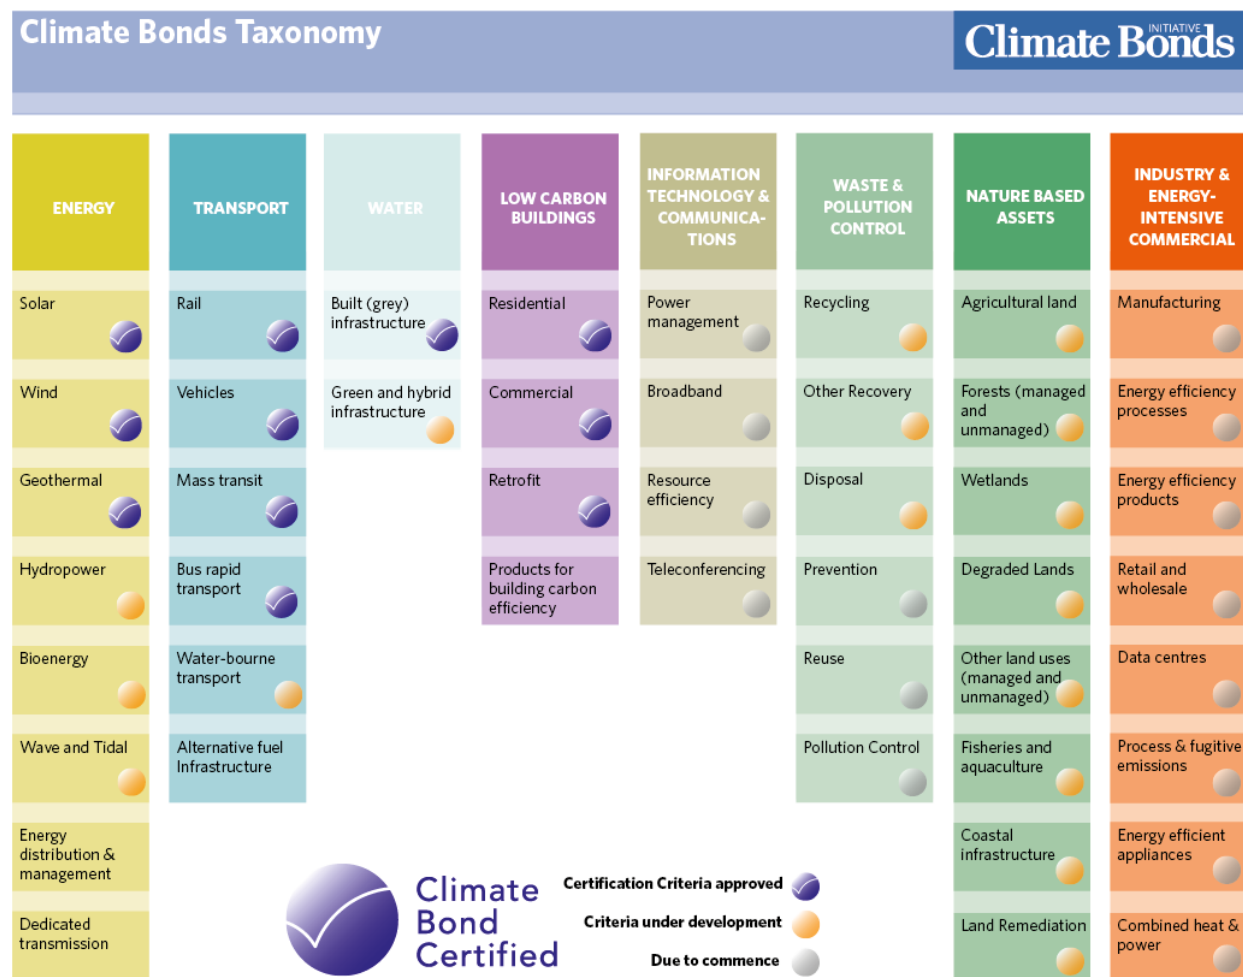 Climate Bonds Taxonomy
INITIATIVE
Climate Bonds
ENERGY
Solar
Wind
Geothermal
Hydropower
Bioenergy
Wave and Tidal
Energy
distribution &
management
Dedicated
transmission
TRANSPORT
Rail
Vehicles
Mass transit
Bus rapid
transport
Water-bourne
transport
Alternative fuel
Infrastructure
WATER
Built (grey)
infrastructure
Green and hybrid
infrastructure
LOW CARBON
BUILDINGS
Residential
Commercial
Retrofit
Products for
building carbon
efficiency
INFORMATION
TECHNOLOGY &
COMMUNICA-
TIONS
Power
management
Broadband
Resource
efficiency
Teleconferencing
WASTE &
POLLUTION
CONTROL
Recycling
Other Recovery
Disposal
Prevention
Reuse
Pollution Control
NATURE BASED
ASSETS
Agricultural land
Forests (managed
and
unmanaged)
Wetlands
Degraded Lands
Other land uses
(managed and
unmanaged)
Fisheries and
aquaculture
Coastal
infrastructure
Land Remediation
INDUSTRY &
ENERGY-
INTENSIVE
COMMERCIAL
Manufacturing
Energy efficiency
processes
Energy efficiency
products
Retail and
wholesale
Data centres
Process & fugitive
emissions
Energy efficient
appliances
Combined heat &
power
Climate
Bond
Certified
Certification Criteria approved
Criteria under development
Due to commence